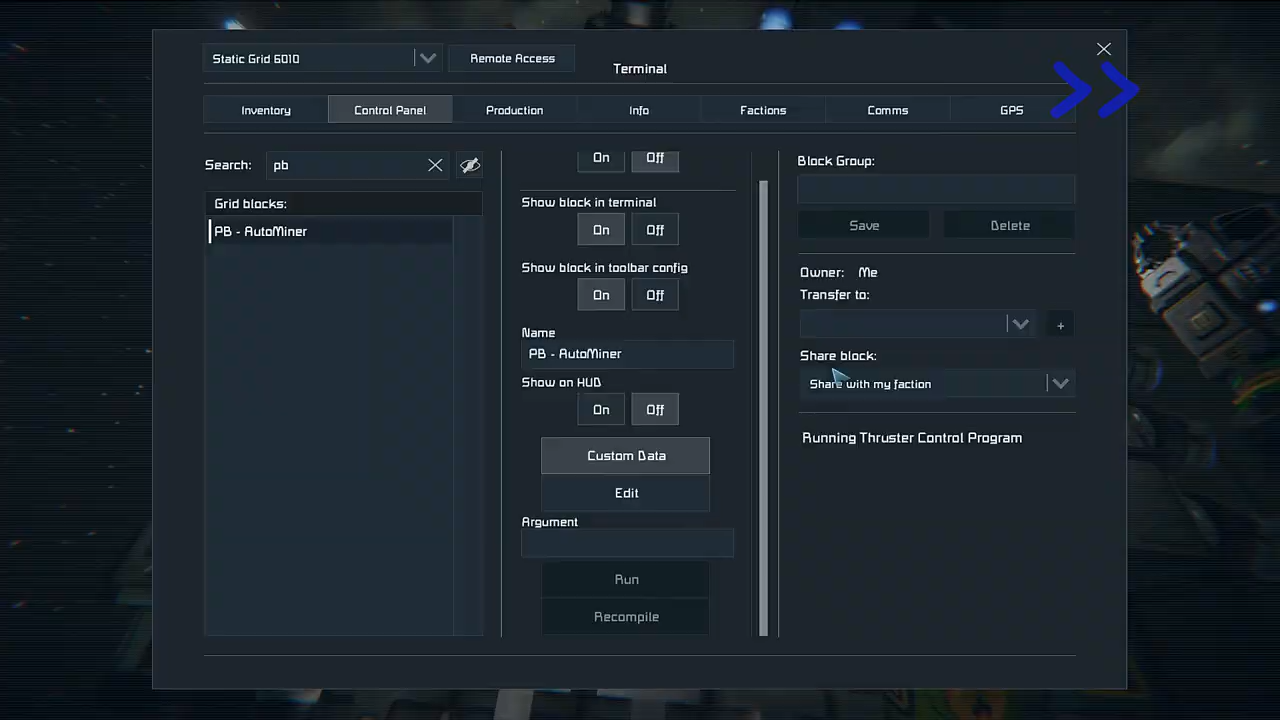 Static Grid 6010
Remote Access
Terminal
Inventory
Control Panel
Production
Info
Factions
Comms
GPS
Search:
pb
Grid blocks:
PB - AutoMiner
On
Off
Show block in terminal
On
Off
Show block in toolbar config
On
Off
Name
PB - AutoMiner
Show on HUD
On
Off
Custom Data
Edit
Argument
Run
Recompile
Block Group:
Save
Delete
Owner: Me
Transfer to:
+
Share block:
Share with my faction
Running Thruster Control Program